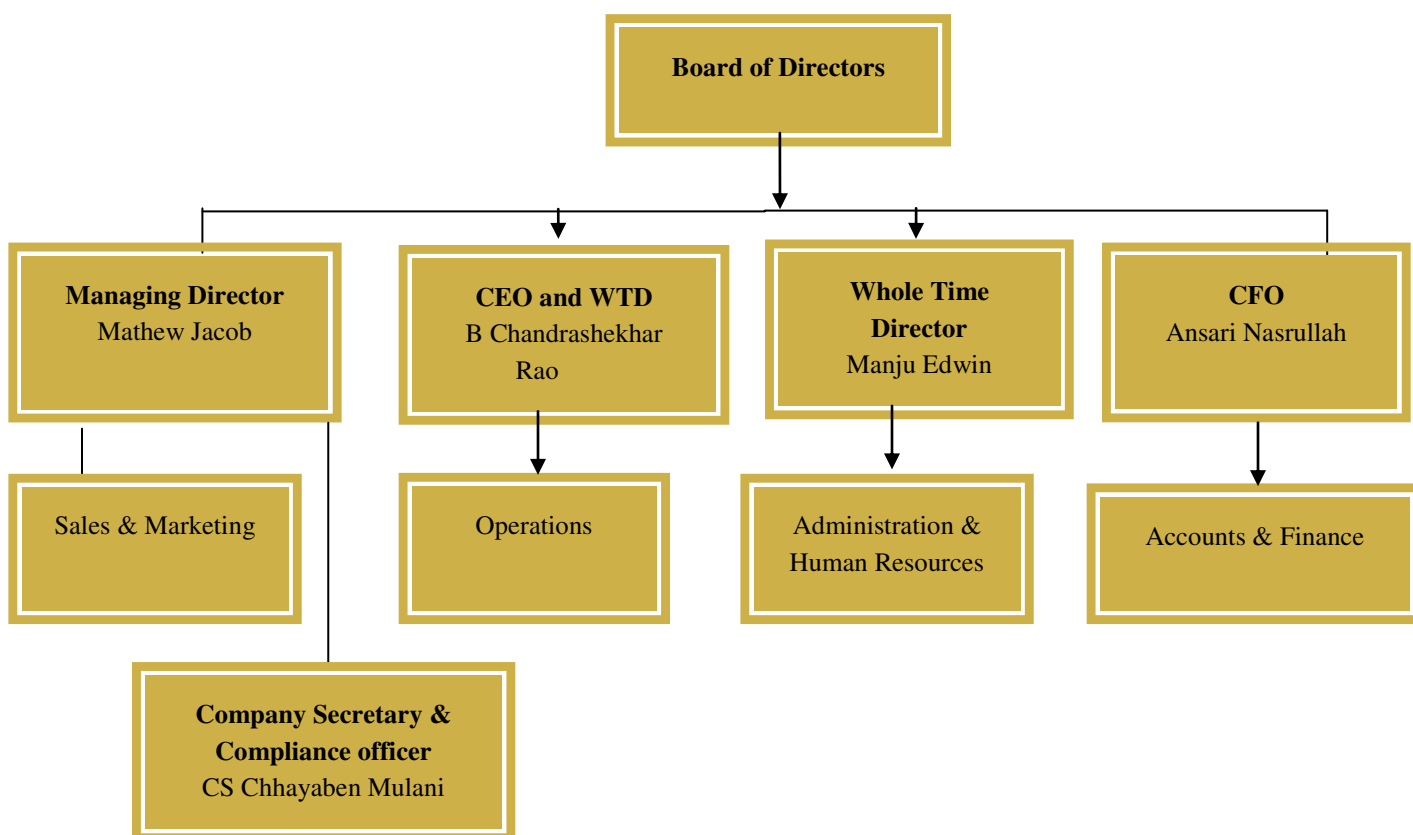 Board of Directors
Managing Director
Mathew Jacob
CEO and WTD
B Chandrashekhar
Rao
Whole Time
Director
Manju Edwin
CFO
Ansari Nasrullah
Sales & Marketing
Operations
Administration &
Human Resources
Accounts & Finance
Company Secretary &
Compliance officer
CS Chhayaben Mulani